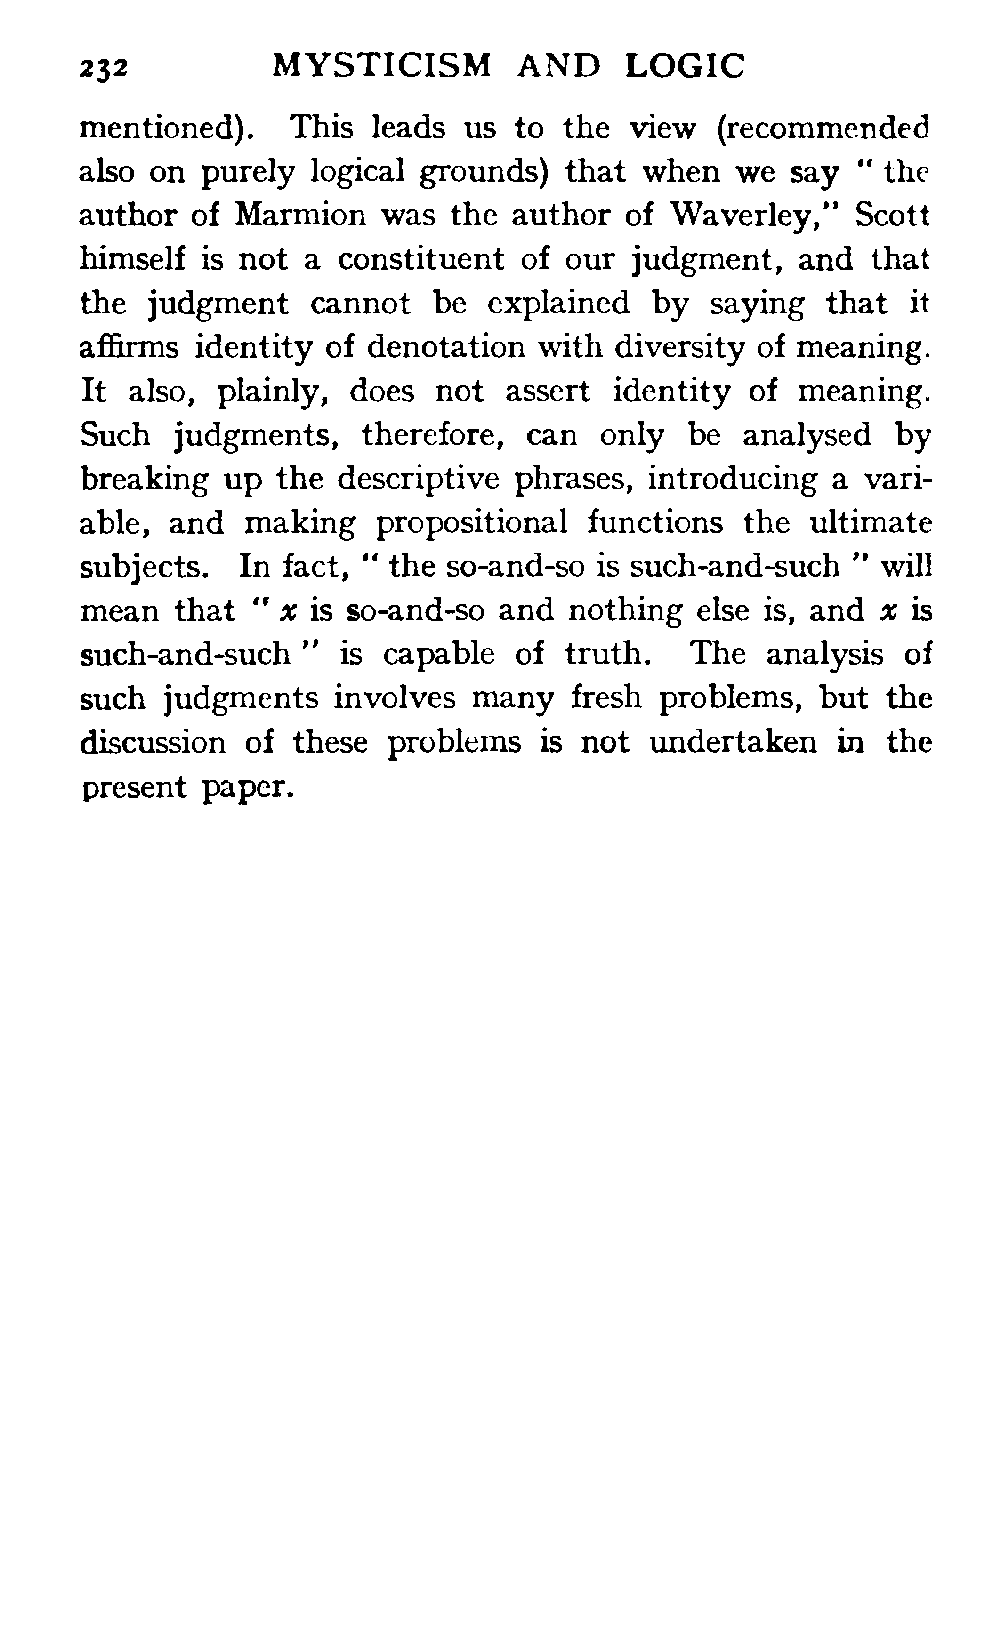 232 MYSTICISM AND LOGIC
mentioned). This leads us to the view (recommended
also on purely logical grounds) that when we say “ the
author of Marmion was the author of Waverley,” Scott
himself is not a constituent of our judgment, and that
the judgment cannot be explained by saying that it
affirms identity of denotation with diversity of meaning.
It also, plainly, does not assert identity of meaning.
Such judgments, therefore, can only be analysed by
breaking up the descriptive phrases, introducing a vari-
able, and making propositional functions the ultimate
subjects. In fact, “ the so-and-so is such-and-such ” will
mean that “ x is so-and-so and nothing else is, and x is
such-and-such ” is capable of truth. The analysis of
such judgments involves many fresh problems, but the
discussion of these problems is not undertaken in the
present paper.